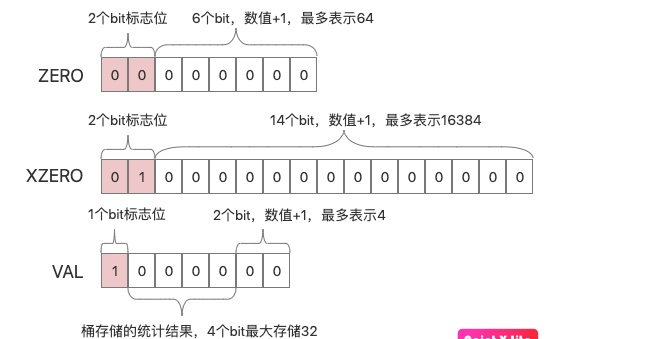 2个bit标志位 6个bit，数值+1，最多表示64
ZERO 0 0 0 0 0 0 0 0
2个bit标志位 14个bit，数值+1，最多表示16384
XZERO 0 1 0 0 0 0 0 0 0 0 0 0 0 0 0 0
1个bit标志位 2个bit，数值+1，最多表示4
VAL 1 0 0 0 0 0 0
桶存储的统计结果，4个bit最大存储32